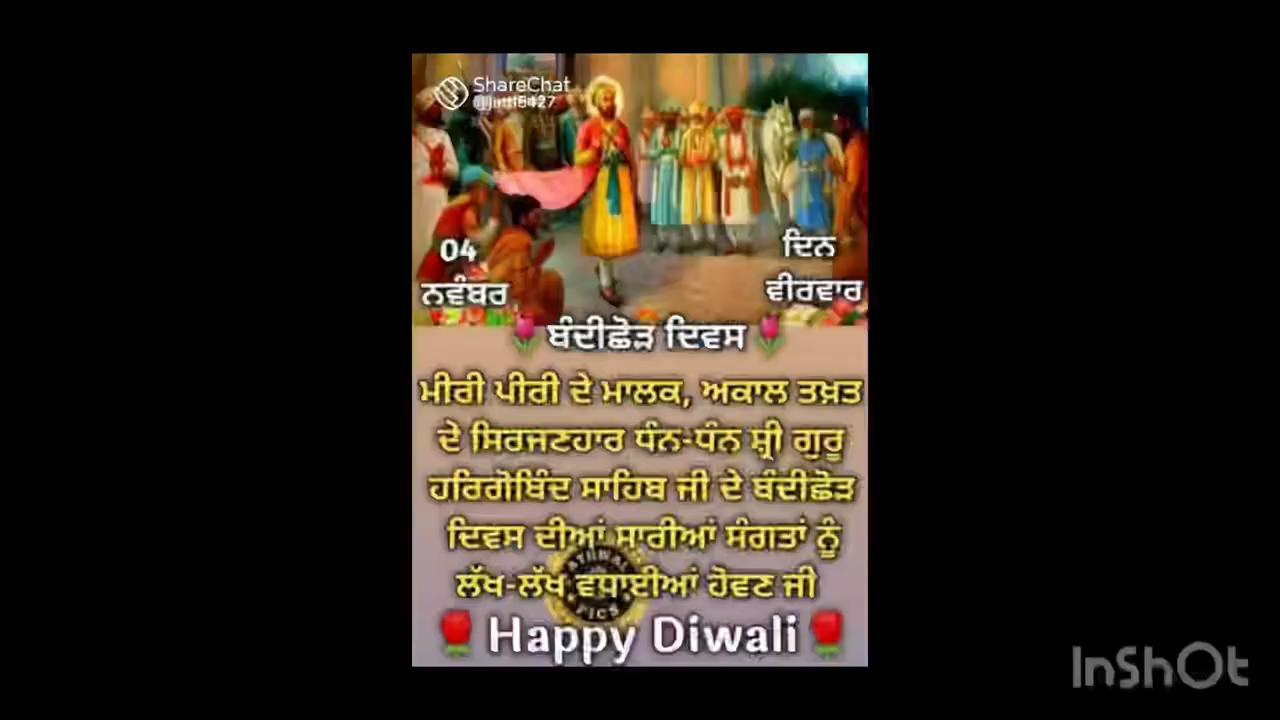 ShareChat
04
ਨਵੰਬਰ
ਦਿਨ
ਵੀਰਵਾਰ
ਬੰਦੀਛੋੜ ਦਿਵਸ
ਮੀਰੀ ਪੀਰੀ ਦੇ ਮਾਲਕ, ਅਕਾਲ ਤਖ਼ਤ
ਦੇ ਸਿਰਜਣਹਾਰ ਧੰਨ-ਧੰਨ ਸ਼੍ਰੀ ਗੁਰੂ
ਹਰਿਗੋਬਿੰਦ ਸਾਹਿਬ ਜੀ ਦੇ ਬੰਦੀਛੋੜ
ਦਿਵਸ ਦੀਆਂ ਸਾਰੀਆਂ ਸੰਗਤਾਂ ਨੂੰ
ਲੱਖ-ਲੱਖ ਵਧਾਈਆਂ ਹੋਵਣ ਜੀ
PICS
Happy Diwali
InShOt